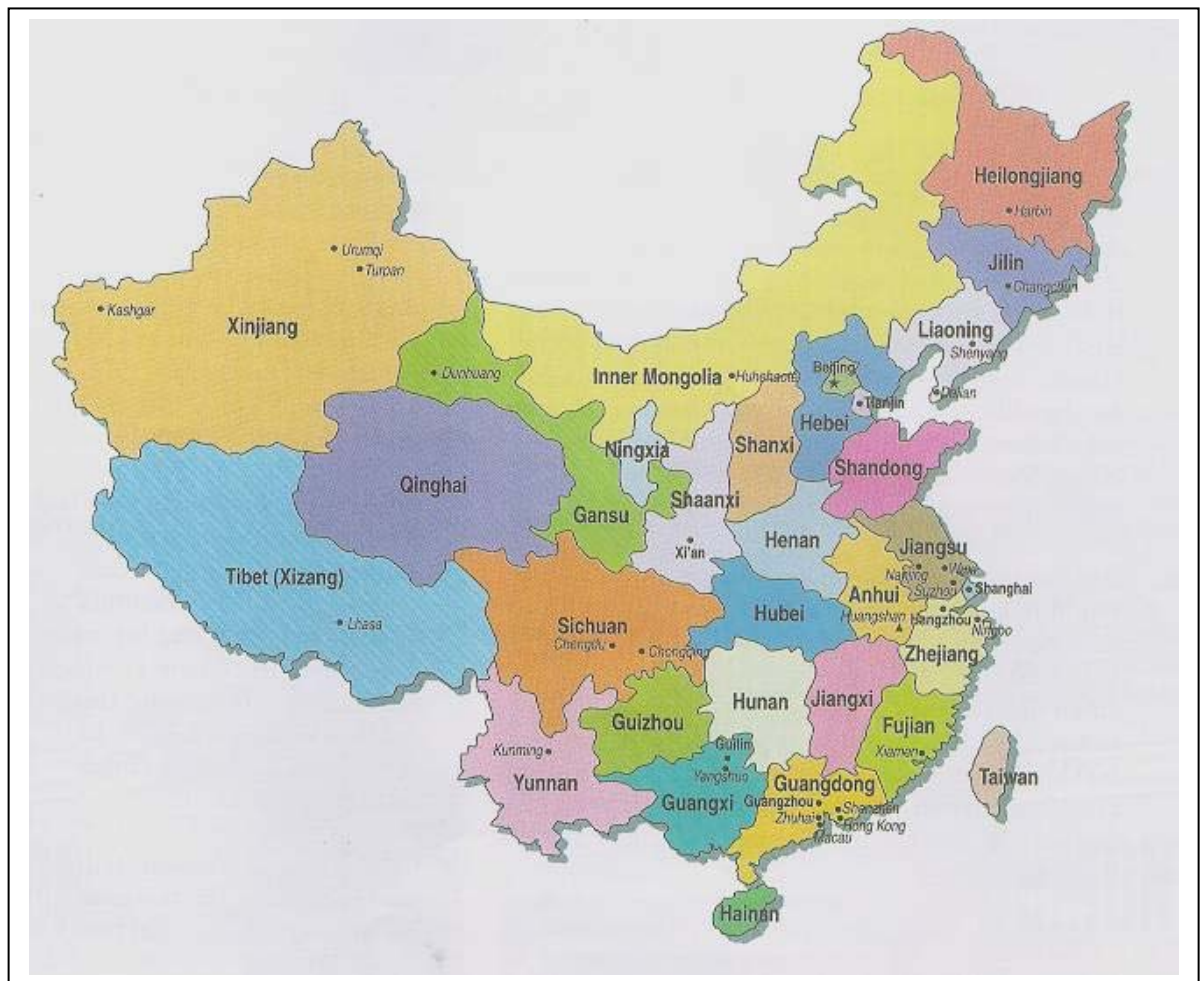 Heilongjiang
Harbin
Jilin
Changchun
Urumqi
Turpan
Kashgar
Xinjiang
Liaoning
Shenyang
Dunhuang
Inner Mongolia
Huhshaote
Beijing
Dalian
Tianjin
Hebei
Ningxia
Shanxi
Shandong
Qinghai
Gansu
Shaanxi
Xi'an
Henan
Jiangsu
Nanjing
Wuxi
Suzhou
Shanghai
Tibet (Xizang)
Lhasa
Anhui
Huangshan
Hangzhou
Ningbo
Hubei
Sichuan
Chengdu
Chongqing
Zhejiang
Hunan
Jiangxi
Guizhou
Fujian
Xiamen
Kunming
Yunnan
Guilin
Yangshuo
Guangxi
Guangdong
Guangzhou
Shenzhen
Zhuhai
Hong Kong
Macau
Taiwan
Hainan